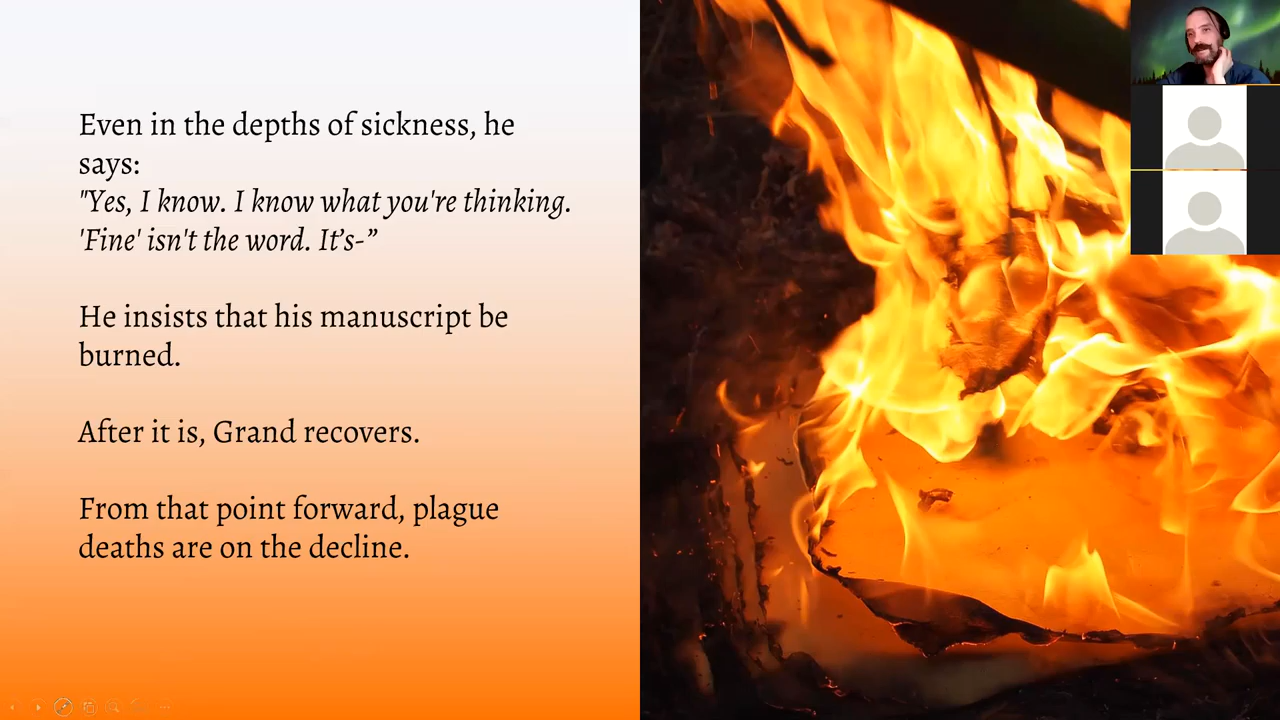 Even in the depths of sickness, he
says:
"Yes, I know. I know what you're thinking.
'Fine' isn't the word. It’s-”
He insists that his manuscript be
burned.
After it is, Grand recovers.
From that point forward, plague
deaths are on the decline.